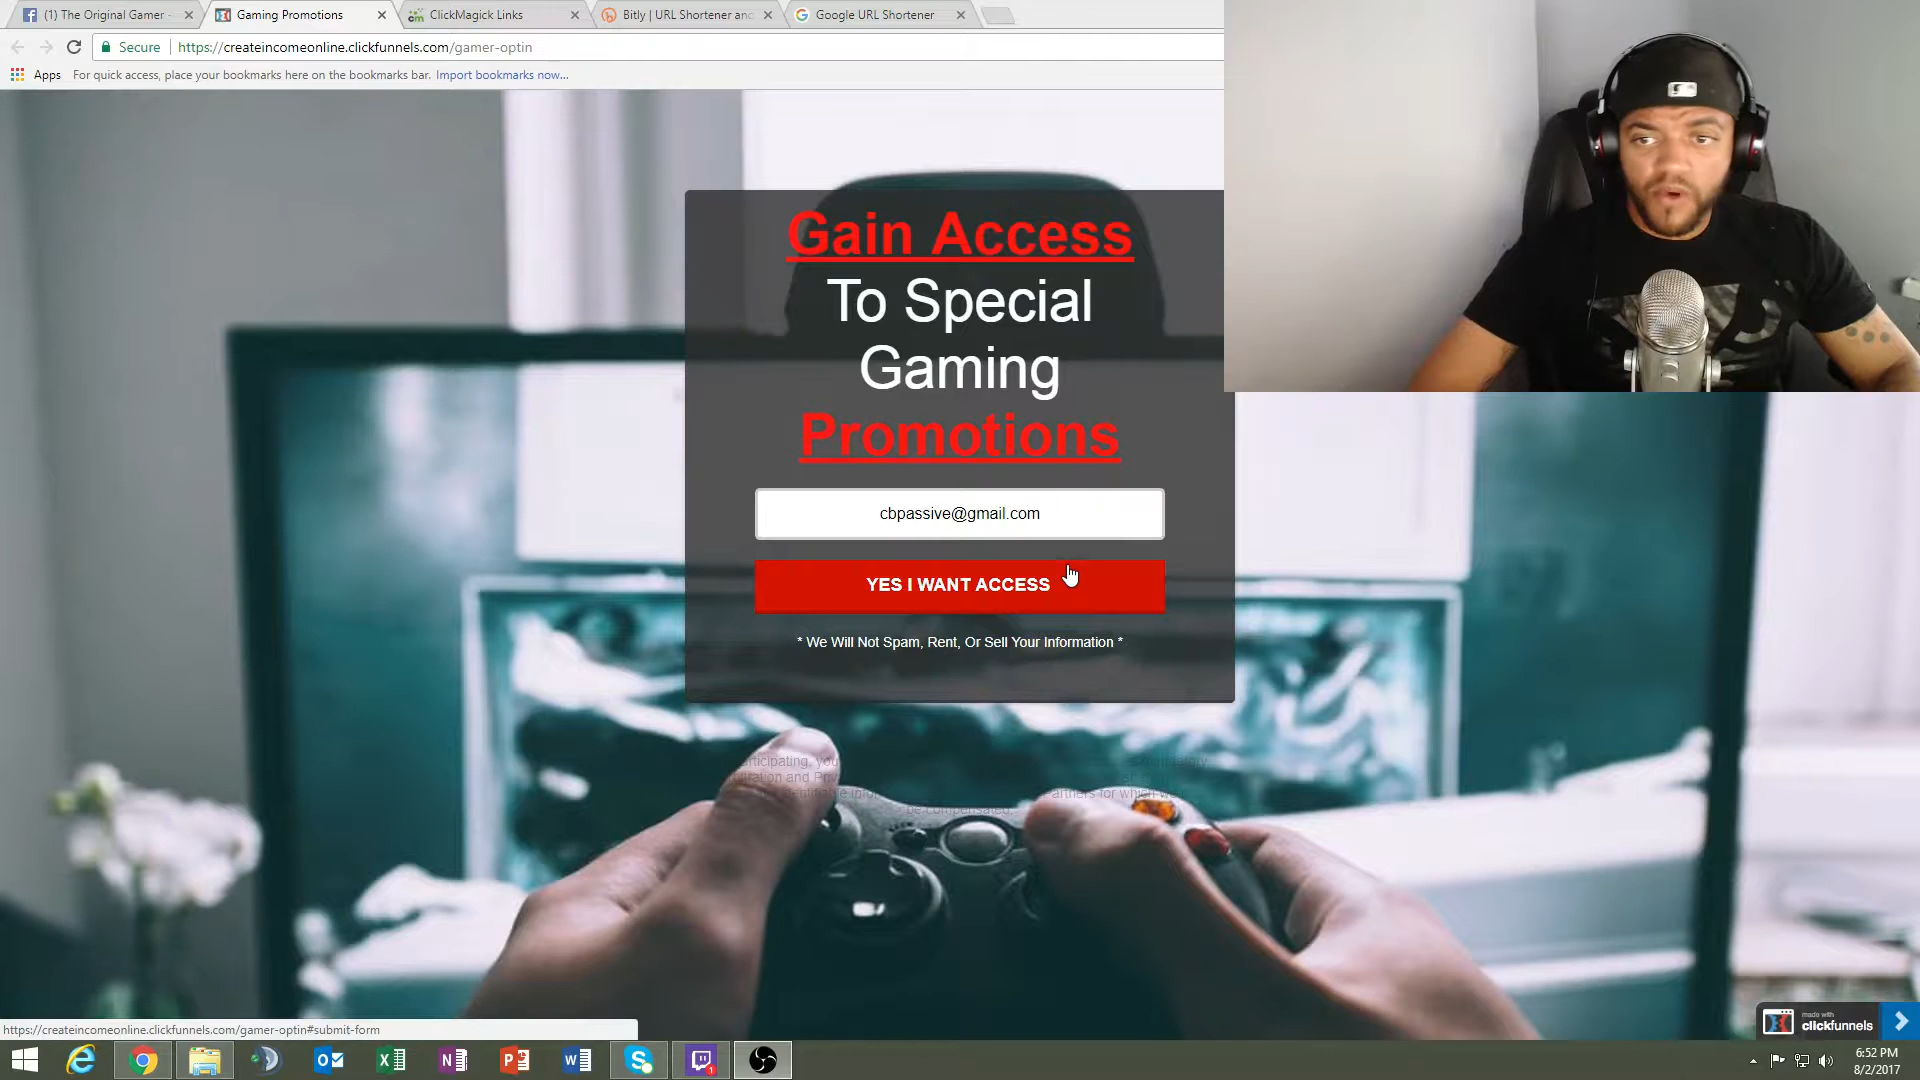 (1) The Original Gamer -
Gaming Promotions
ClickMagick Links
Bitly | URL Shortener and
Google URL Shortener
Secure
https://createincomeonline.clickfunnels.com/gamer-optin
Apps
For quick access, place your bookmarks here on the bookmarks bar. Import bookmarks now...
Gain Access
To Special
Gaming
Promotions
cbpassive@gmail.com
YES I WANT ACCESS
* We Will Not Spam, Rent, Or Sell Your Information *
be compensated.
made with
clickfunnels
https://createincomeonline.clickfunnels.com/gamer-optin#submit-form
6:52 PM
8/2/2017